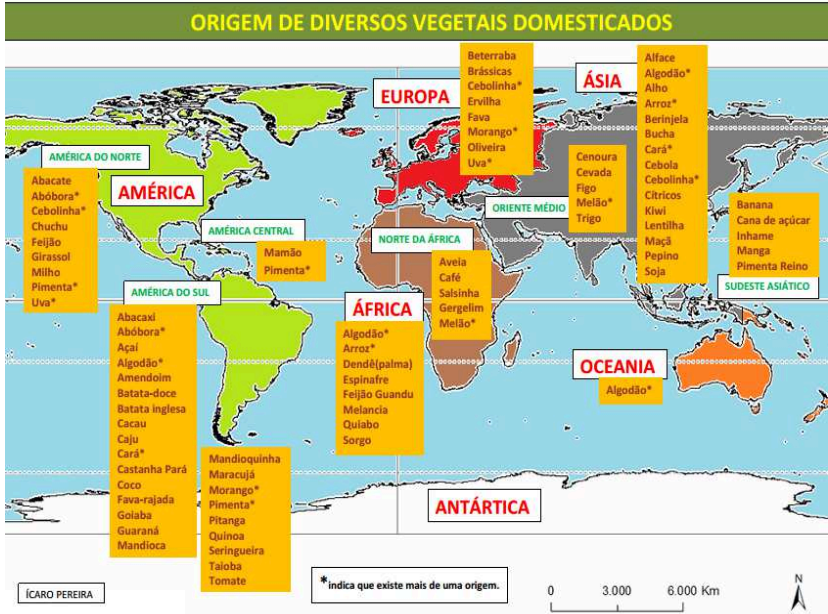 ORIGEM DE DIVERSOS VEGETAIS DOMESTICADOS
AMÉRICA DO NORTE
Abacate
Abóbora*
Cebolinha*
Chuchu
Feijão
Girassol
Milho
Pimenta*
Uva*
AMÉRICA
AMÉRICA CENTRAL
Mamão
Pimenta*
AMÉRICA DO SUL
Abacaxi
Abóbora*
Açaí
Algodão*
Amendoim
Batata-doce
Batata inglesa
Cacau
Caju
Cará*
Castanha Pará
Coco
Fava-rajada
Goiaba
Guaraná
Mandioca
Mandioquinha
Maracujá
Morango*
Pimenta*
Pitanga
Quinoa
Seringueira
Taioba
Tomate
EUROPA
Beterraba
Brássicas
Cebolinha*
Ervilha
Fava
Morango*
Oliveira
Uva*
NORTE DA ÁFRICA
Aveia
Café
Salsinha
Gergelim
Melão*
ÁFRICA
Algodão*
Arroz*
Dendê(palma)
Espinafre
Feijão Guandu
Melancia
Quiabo
Sorgo
ORIENTE MÉDIO
Cenoura
Cevada
Figo
Melão*
Trigo
ÁSIA
Alface
Algodão*
Alho
Arroz*
Berinjela
Bucha
Cará*
Cebola
Cebolinha*
Cítricos
Kiwi
Lentilha
Maçã
Pepino
Soja
Banana
Cana de açúcar
Inhame
Manga
Pimenta Reino
SUDESTE ASIÁTICO
OCEANIA
Algodão*
ANTÁRTICA
*indica que existe mais de uma origem.
ÍCARO PEREIRA
0 3.000 6.000 Km
N